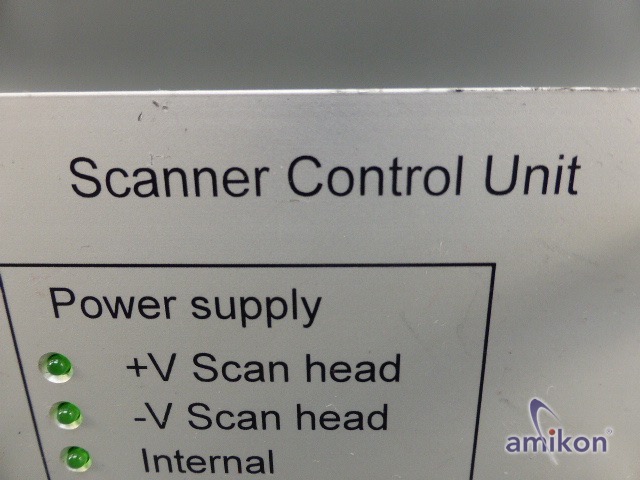 Scanner Control Unit
Power supply
+V Scan head
-V Scan head
Internal
amikon®